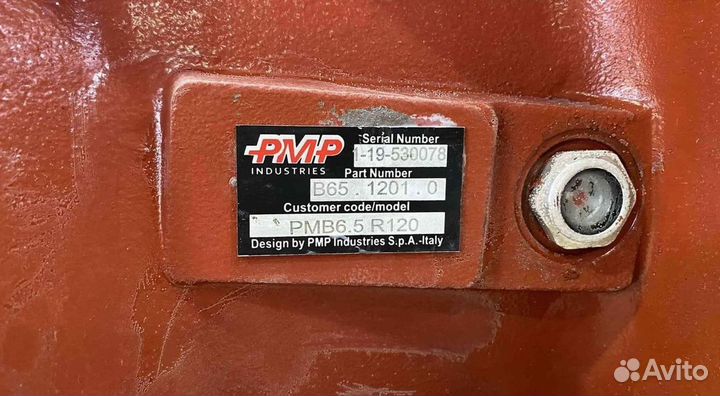 PMP
INDUSTRIES
Serial Number
1-19-530078
Part Number
B65 . 1201 . 0
Customer code/model
PMB6.5 R120
Design by PMP Industries S.p.A.-Italy
Avito